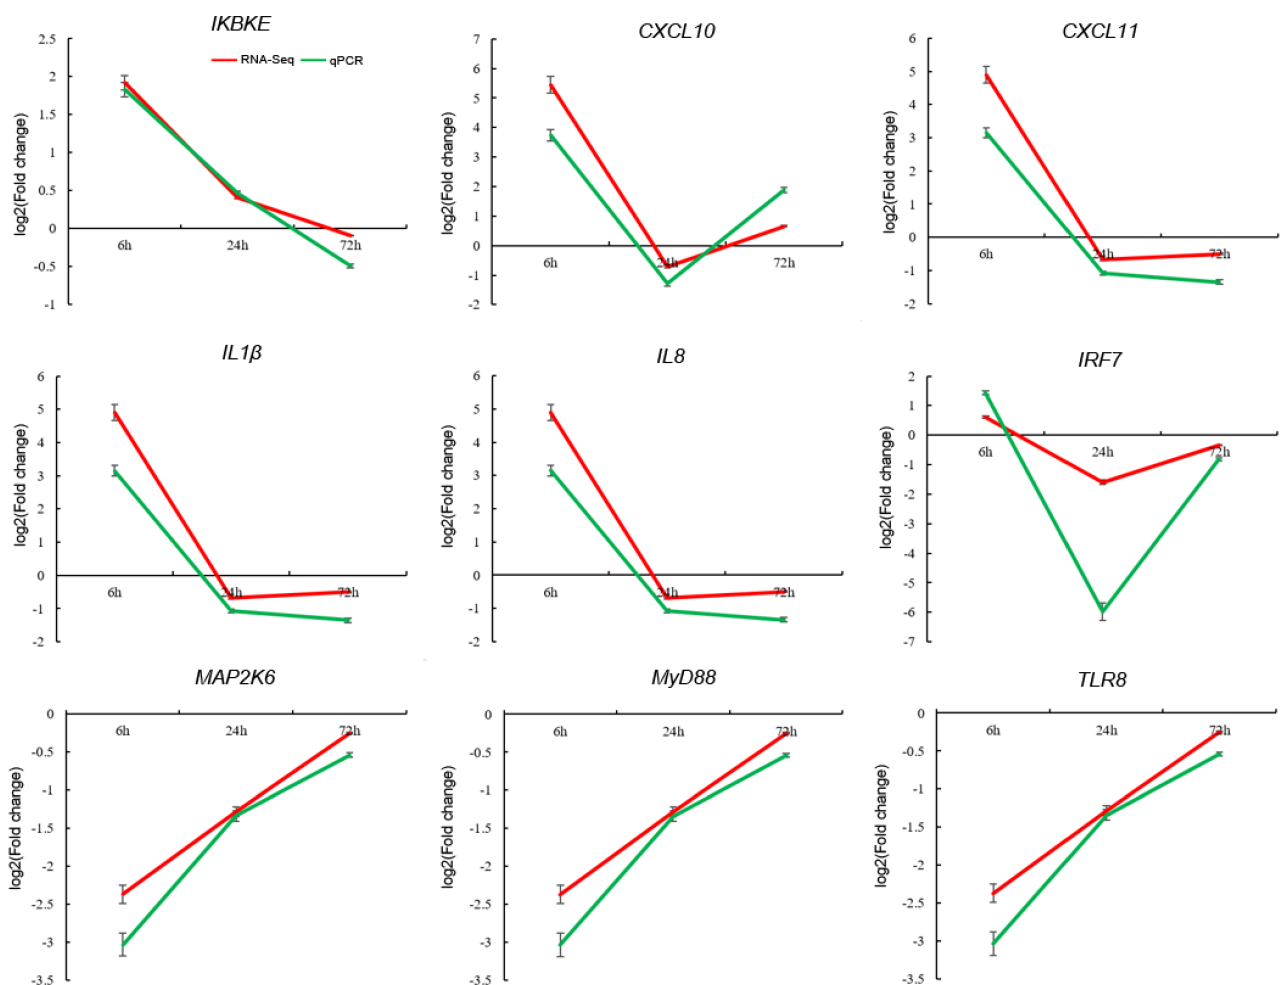 IKBKE
RNA-Seq qPCR
log2(Fold change)
2.5
2
1.5
1
0.5
0
-0.5
-1
6h 24h 72h
CXCL10
log2(Fold change)
7
6
5
4
3
2
1
0
-1
-2
6h 24h 72h
CXCL11
log2(Fold change)
6
5
4
3
2
1
0
-1
-2
6h 24h 72h
IL1β
log2(Fold change)
6
5
4
3
2
1
0
-1
-2
6h 24h 72h
IL8
log2(Fold change)
6
5
4
3
2
1
0
-1
-2
6h 24h 72h
IRF7
log2(Fold change)
2
1
0
-1
-2
-3
-4
-5
-6
-7
6h 24h 72h
MAP2K6
log2(Fold change)
0
-0.5
-1
-1.5
-2
-2.5
-3
-3.5
6h 24h 72h
MyD88
log2(Fold change)
0
-0.5
-1
-1.5
-2
-2.5
-3
-3.5
6h 24h 72h
TLR8
log2(Fold change)
0
-0.5
-1
-1.5
-2
-2.5
-3
-3.5
6h 24h 72h